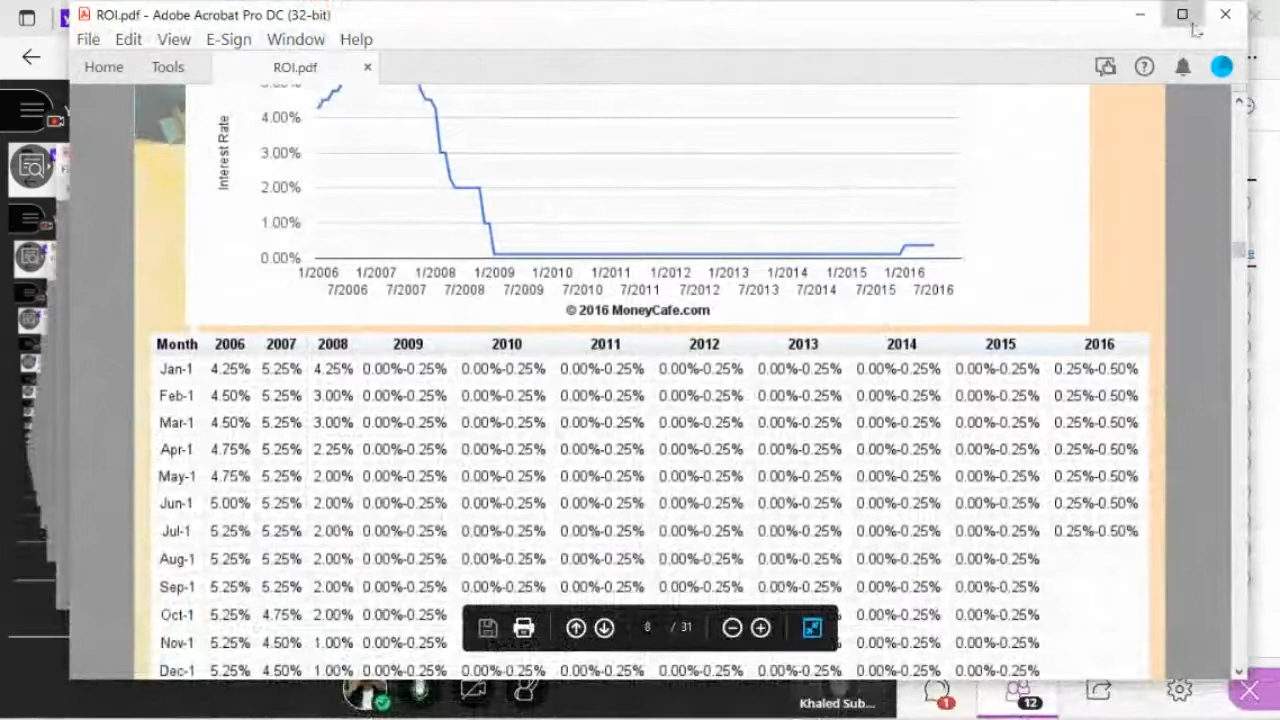 ROI.pdf - Adobe Acrobat Pro DC (32-bit)
File Edit View E-Sign Window Help
Home Tools ROI.pdf
Interest Rate
4.00%
3.00%
2.00%
1.00%
0.00%
1/2006 1/2007 1/2008 1/2009 1/2010 1/2011 1/2012 1/2013 1/2014 1/2015 1/2016
7/2006 7/2007 7/2008 7/2009 7/2010 7/2011 7/2012 7/2013 7/2014 7/2015 7/2016
© 2016 MoneyCafe.com
Month 2006 2007 2008 2009 2010 2011 2012 2013 2014 2015 2016
Jan-1 4.25% 5.25% 4.25% 0.00%-0.25% 0.00%-0.25% 0.00%-0.25% 0.00%-0.25% 0.00%-0.25% 0.00%-0.25% 0.00%-0.25% 0.25%-0.50%
Feb-1 4.50% 5.25% 3.00% 0.00%-0.25% 0.00%-0.25% 0.00%-0.25% 0.00%-0.25% 0.00%-0.25% 0.00%-0.25% 0.00%-0.25% 0.25%-0.50%
Mar-1 4.50% 5.25% 3.00% 0.00%-0.25% 0.00%-0.25% 0.00%-0.25% 0.00%-0.25% 0.00%-0.25% 0.00%-0.25% 0.00%-0.25% 0.25%-0.50%
Apr-1 4.75% 5.25% 2.25% 0.00%-0.25% 0.00%-0.25% 0.00%-0.25% 0.00%-0.25% 0.00%-0.25% 0.00%-0.25% 0.00%-0.25% 0.25%-0.50%
May-1 4.75% 5.25% 2.00% 0.00%-0.25% 0.00%-0.25% 0.00%-0.25% 0.00%-0.25% 0.00%-0.25% 0.00%-0.25% 0.00%-0.25% 0.25%-0.50%
Jun-1 5.00% 5.25% 2.00% 0.00%-0.25% 0.00%-0.25% 0.00%-0.25% 0.00%-0.25% 0.00%-0.25% 0.00%-0.25% 0.00%-0.25% 0.25%-0.50%
Jul-1 5.25% 5.25% 2.00% 0.00%-0.25% 0.00%-0.25% 0.00%-0.25% 0.00%-0.25% 0.00%-0.25% 0.00%-0.25% 0.00%-0.25% 0.25%-0.50%
Aug-1 5.25% 5.25% 2.00% 0.00%-0.25% 0.00%-0.25% 0.00%-0.25% 0.00%-0.25% 0.00%-0.25% 0.00%-0.25% 0.00%-0.25%
Sep-1 5.25% 5.25% 2.00% 0.00%-0.25% 0.00%-0.25% 0.00%-0.25% 0.00%-0.25% 0.00%-0.25% 0.00%-0.25% 0.00%-0.25%
Oct-1 5.25% 4.75% 2.00% 0.00%-0.25% 0.00%-0.25% 0.00%-0.25%
Nov-1 5.25% 4.50% 1.00% 0.00%-0.25% 0.00%-0.25% 0.00%-0.25%
Dec-1 5.25% 4.50% 1.00% 0.00%-0.25% 0.00%-0.25% 0.00%-0.25% 0.00%-0.25% 0.00%-0.25% 0.00%-0.25% 0.00%-0.25%
8 / 31
Khaled Sub...
1
12